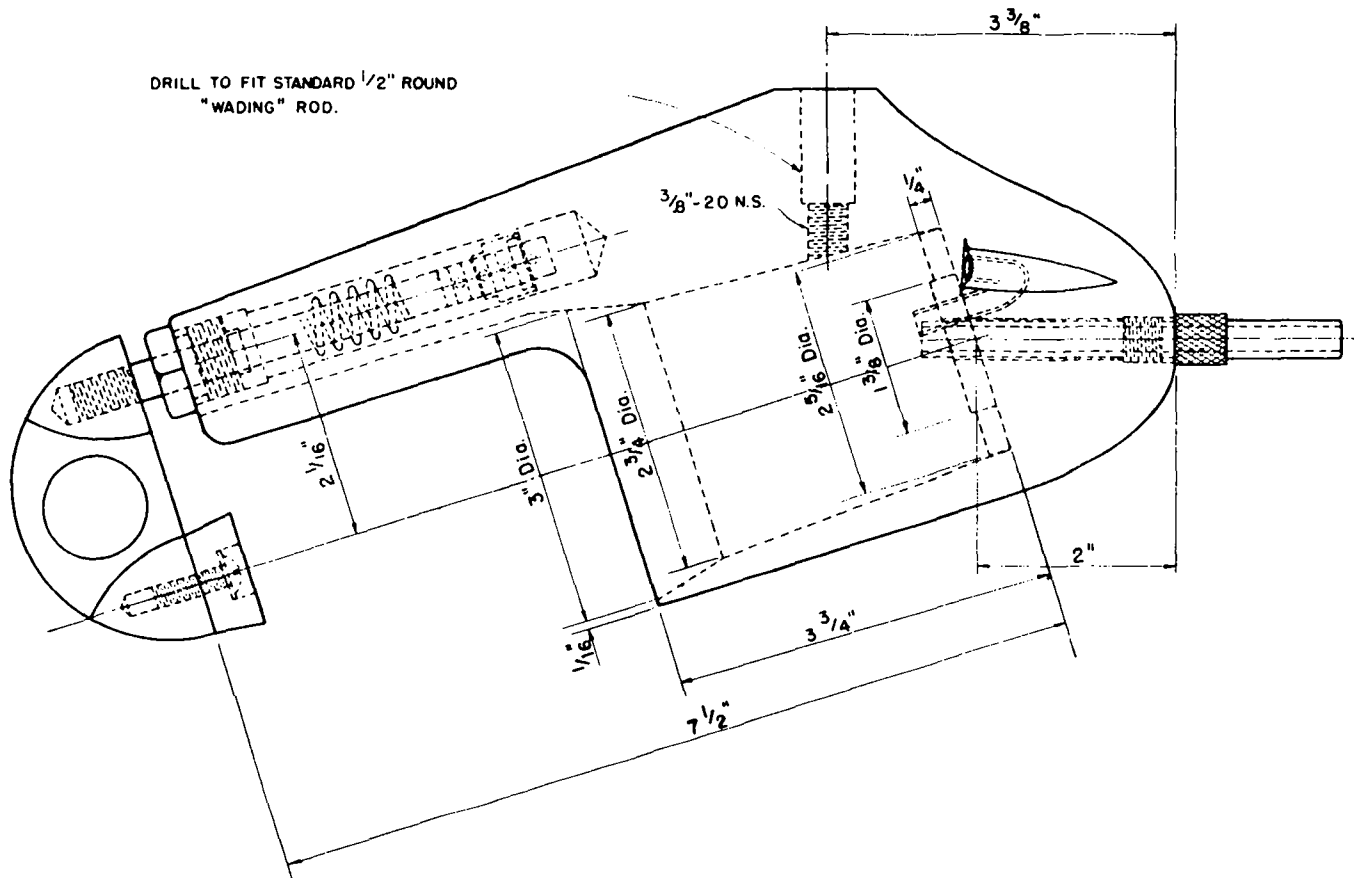 3 3/8"
DRILL TO FIT STANDARD 1/2" ROUND
"WADING" ROD.
1/4"
3/8"-20 N.S.
2 1/16"
3" Dia.
2 3/4" Dia.
2 5/16" Dia.
1 3/8" Dia.
2"
3 3/4"
1/16"
7 1/2"